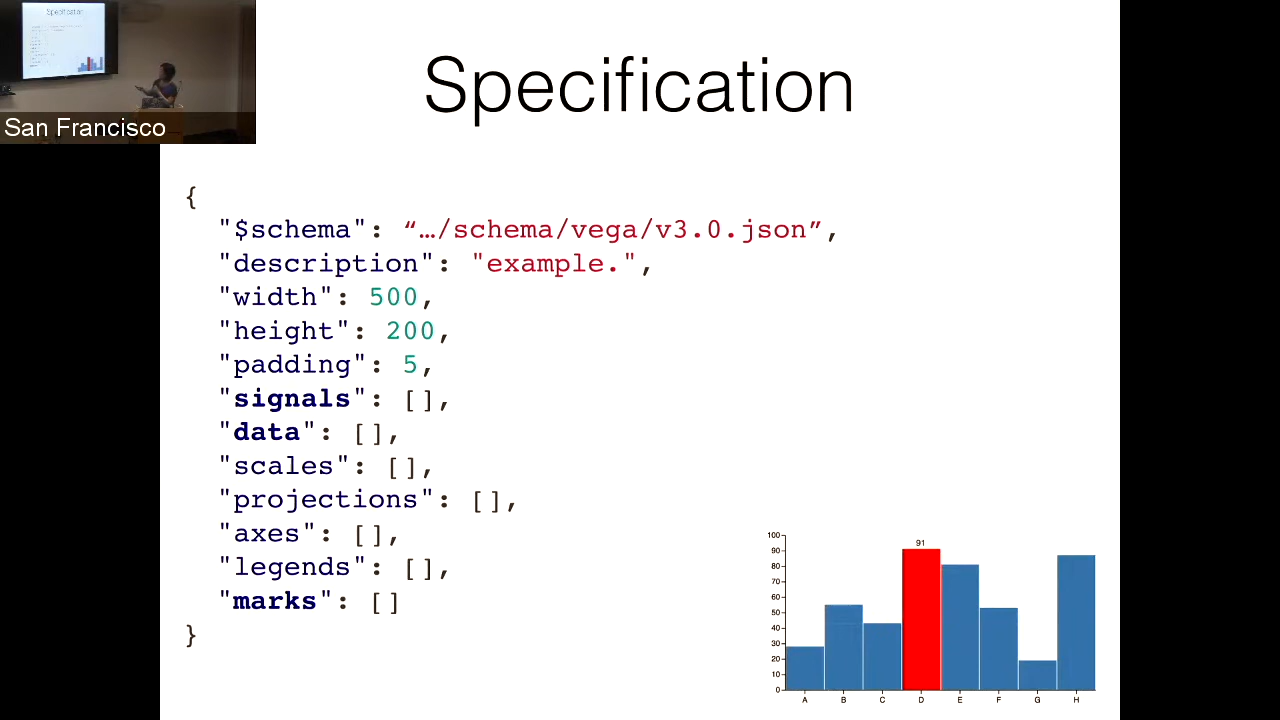 Specification
San Francisco
Specification
{
"$schema": “…/schema/vega/v3.0.json”,
"description": "example.",
"width": 500,
"height": 200,
"padding": 5,
"signals": [],
"data": [],
"scales": [],
"projections": [],
"axes": [],
"legends": [],
"marks": []
}
91
100
90
80
70
60
50
40
30
20
10
0
A B C D E F G H